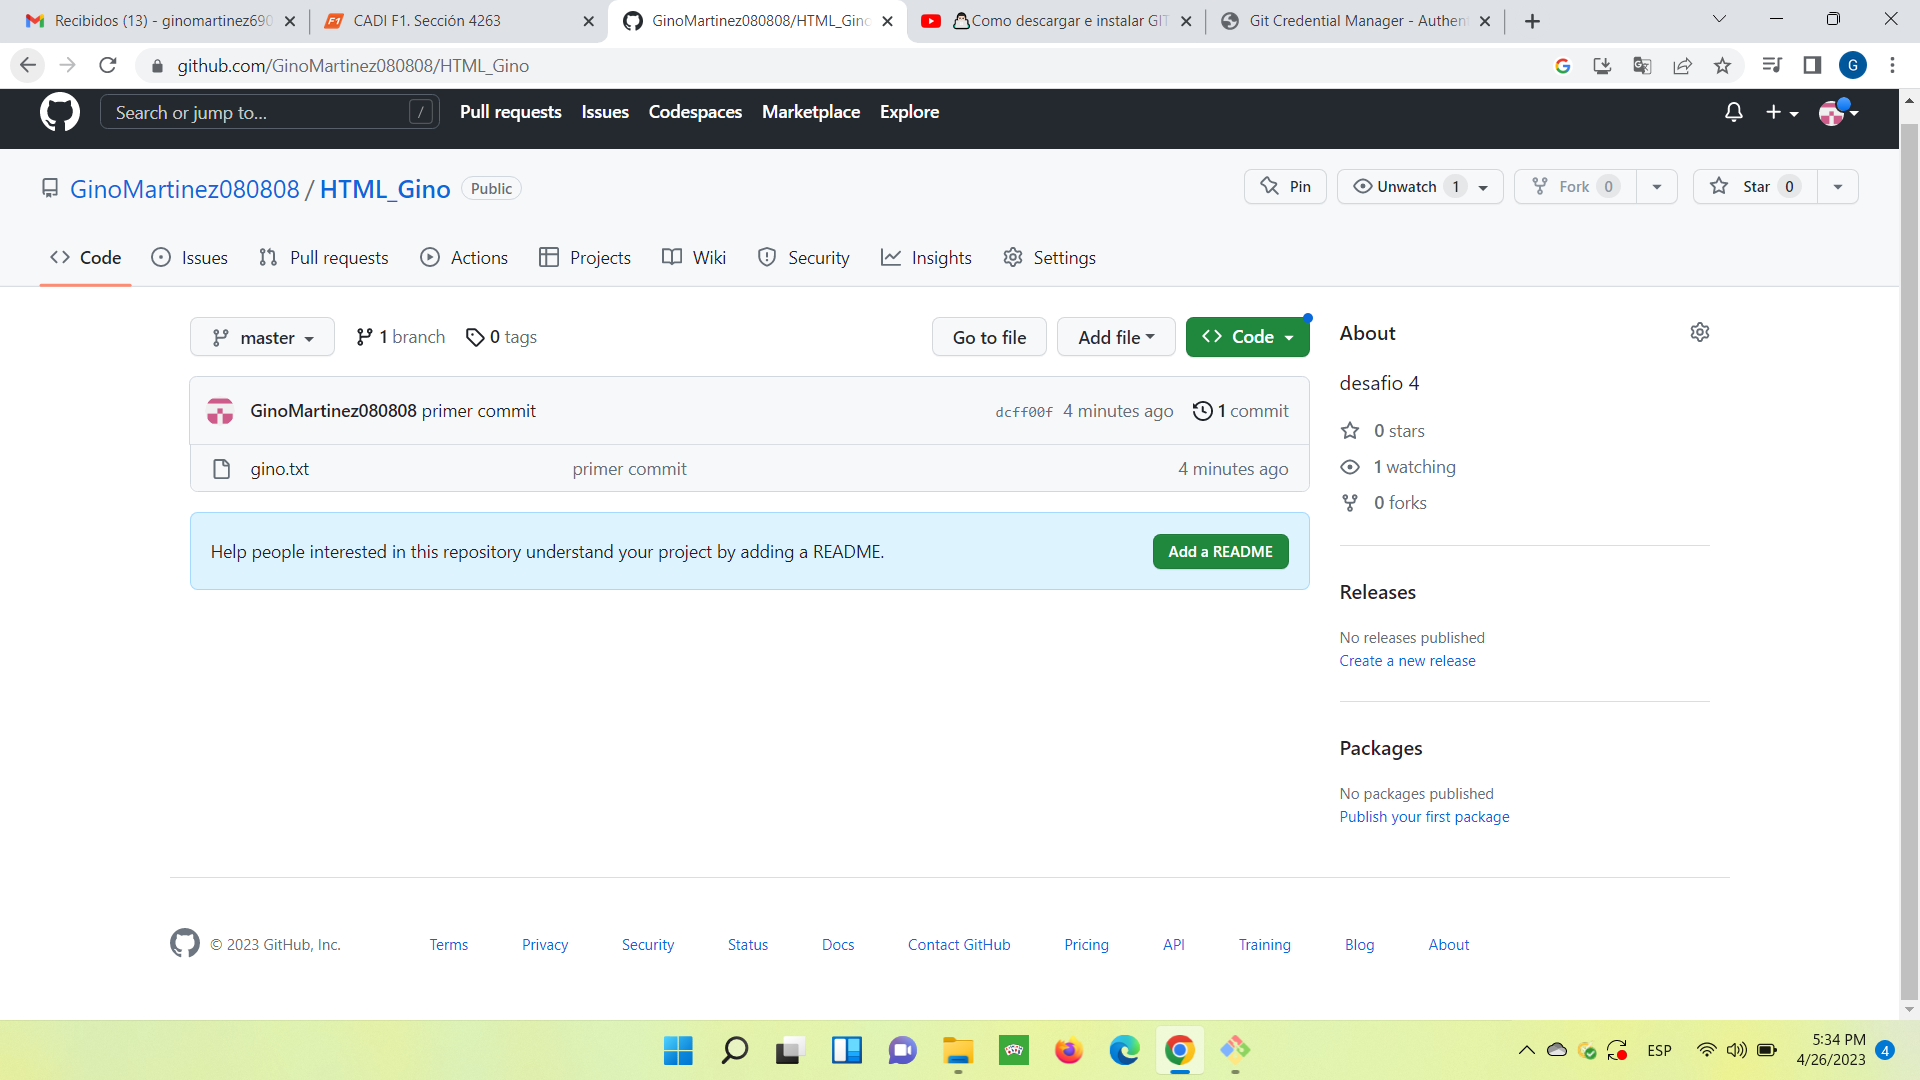 Recibidos (13) - ginomartinez690
CADI F1. Sección 4263
GinoMartinez080808/HTML_Gino
Como descargar e instalar GIT
Git Credential Manager - Authen
github.com/GinoMartinez080808/HTML_Gino
G
Search or jump to... /
Pull requests Issues Codespaces Marketplace Explore
GinoMartinez080808 / HTML_Gino Public
Pin Unwatch 1 Fork 0 Star 0
Code Issues Pull requests Actions Projects Wiki Security Insights Settings
master 1 branch 0 tags Go to file Add file Code
GinoMartinez080808 primer commit dcff00f 4 minutes ago 1 commit
gino.txt primer commit 4 minutes ago
Help people interested in this repository understand your project by adding a README. Add a README
About
desafio 4
0 stars
1 watching
0 forks
Releases
No releases published
Create a new release
Packages
No packages published
Publish your first package
© 2023 GitHub, Inc. Terms Privacy Security Status Docs Contact GitHub Pricing API Training Blog About
ESP
5:34 PM
4/26/2023
4